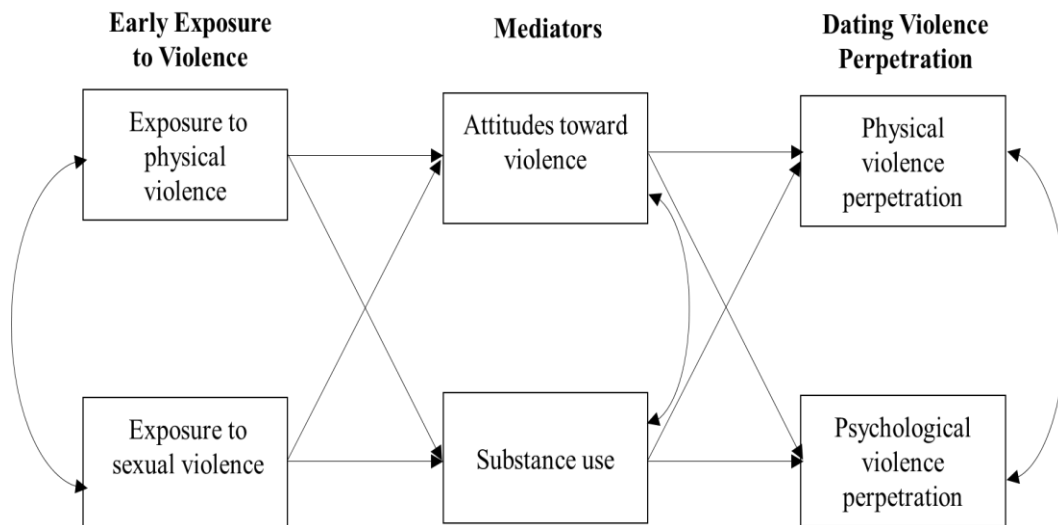 Early Exposure
to Violence
Mediators
Dating Violence
Perpetration
Exposure to
physical
violence
Attitudes toward
violence
Physical
violence
perpetration
Exposure to
sexual violence
Substance use
Psychological
violence
perpetration